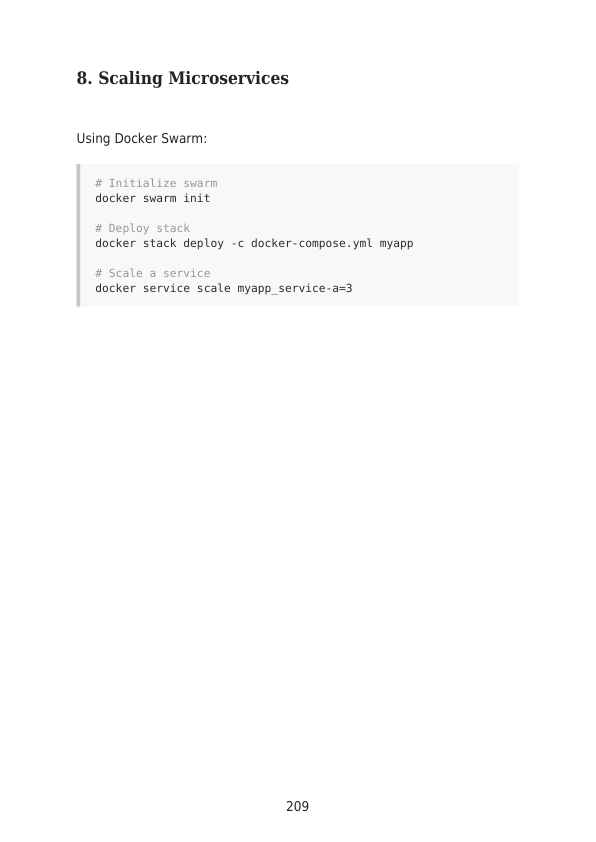 8. Scaling Microservices
Using Docker Swarm:
# Initialize swarm
docker swarm init
# Deploy stack
docker stack deploy -c docker-compose.yml myapp
# Scale a service
docker service scale myapp_service-a=3
209